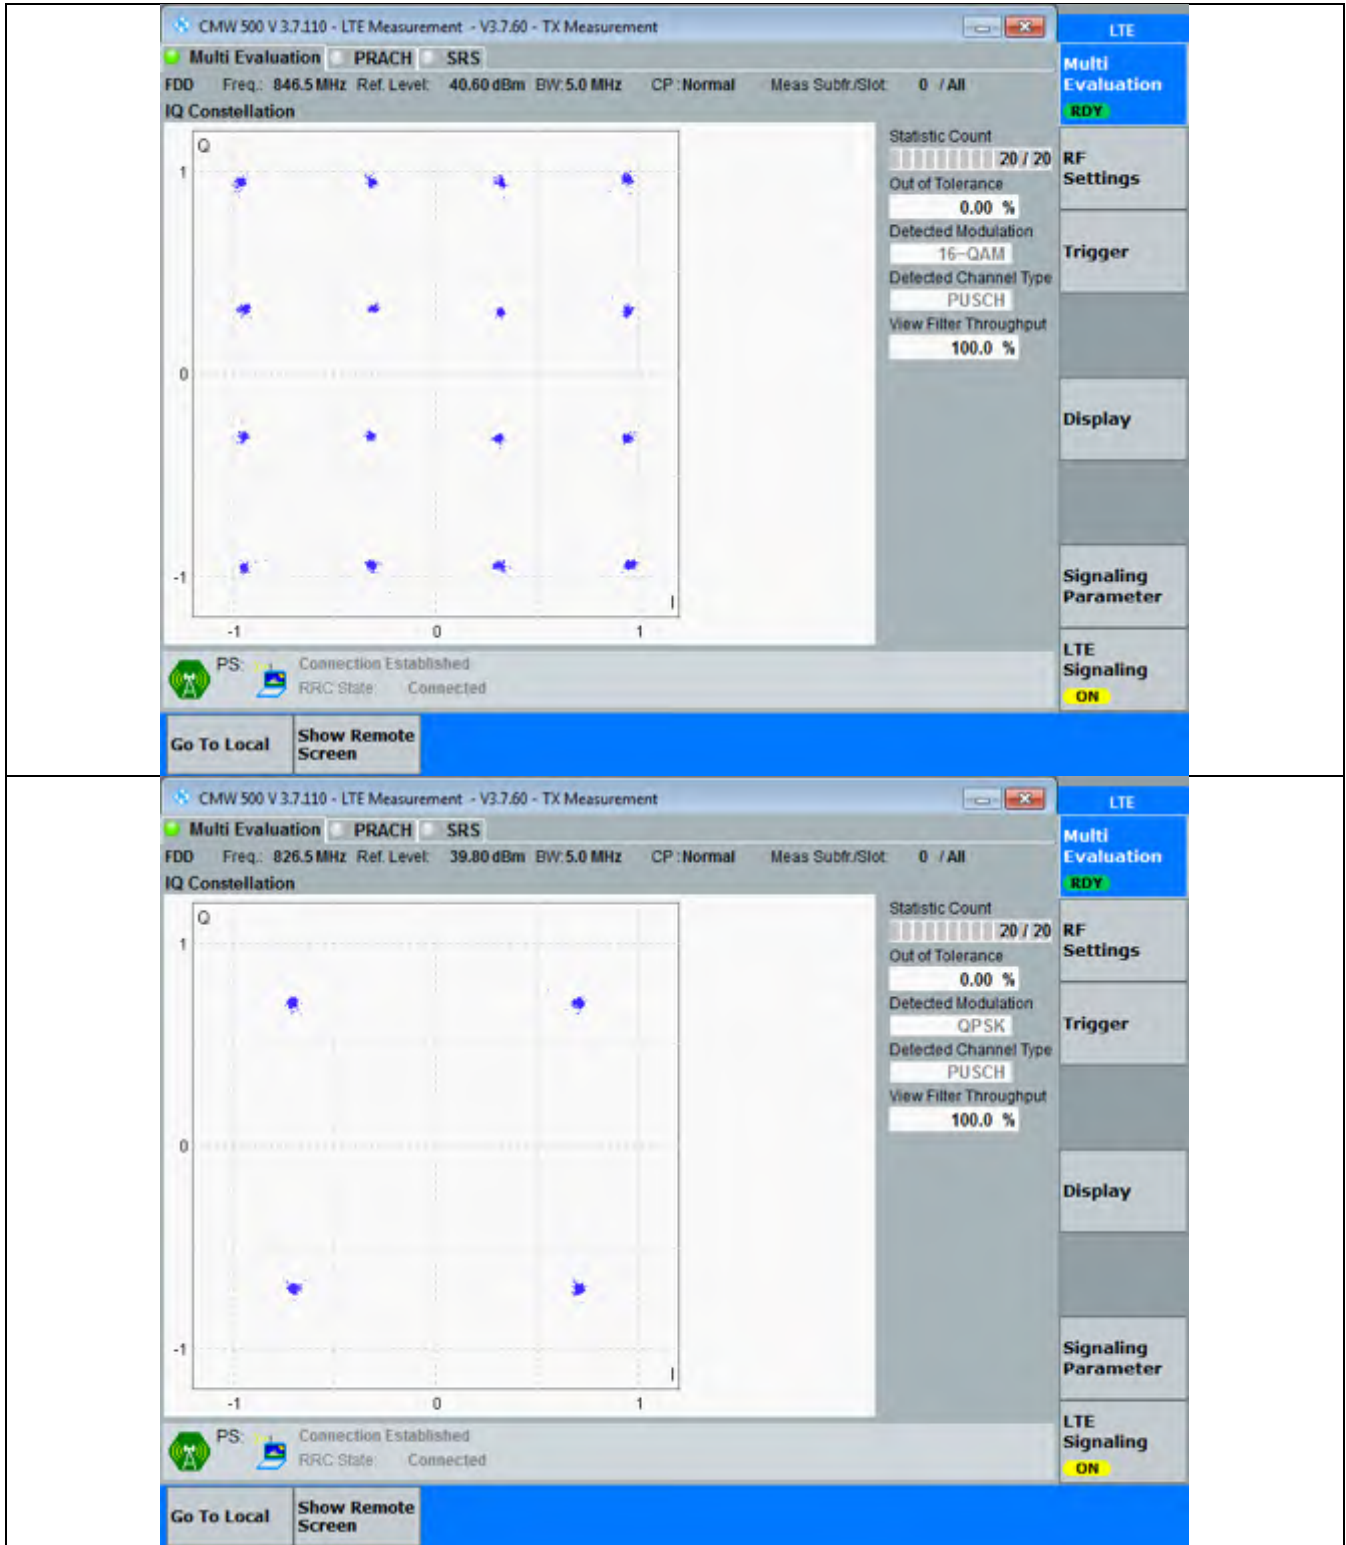 CMW 500 V 3.7.110 - LTE Measurement - V3.7.60 - TX Measurement
LTE
Multi Evaluation PRACH SRS
Multi
Evaluation
RDY
FDD Freq.: 846.5 MHz Ref. Level: 40.60 dBm BW: 5.0 MHz CP : Normal Meas Subfr./Slot: 0 / All
IQ Constellation
Q
1
0
-1
-1 0 1
I
Statistic Count
20 / 20
Out of Tolerance
0.00 %
Detected Modulation
16-QAM
Detected Channel Type
PUSCH
View Filter Throughput
100.0 %
RF
Settings
Trigger
Display
Signaling
Parameter
LTE
Signaling
ON
PS: Connection Established
RRC State: Connected
Go To Local
Show Remote
Screen
CMW 500 V 3.7.110 - LTE Measurement - V3.7.60 - TX Measurement
LTE
Multi Evaluation PRACH SRS
Multi
Evaluation
RDY
FDD Freq.: 826.5 MHz Ref. Level: 39.80 dBm BW: 5.0 MHz CP : Normal Meas Subfr./Slot: 0 / All
IQ Constellation
Q
1
0
-1
-1 0 1
I
Statistic Count
20 / 20
Out of Tolerance
0.00 %
Detected Modulation
QPSK
Detected Channel Type
PUSCH
View Filter Throughput
100.0 %
RF
Settings
Trigger
Display
Signaling
Parameter
LTE
Signaling
ON
PS: Connection Established
RRC State: Connected
Go To Local
Show Remote
Screen